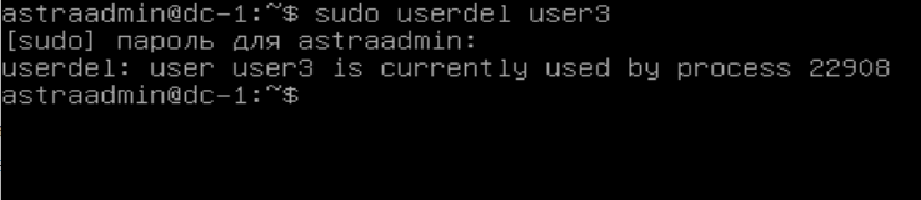 astraadmin@dc-1:~$ sudo userdel user3
[sudo] пароль для astraadmin:
userdel: user user3 is currently used by process 22908
astraadmin@dc-1:~$